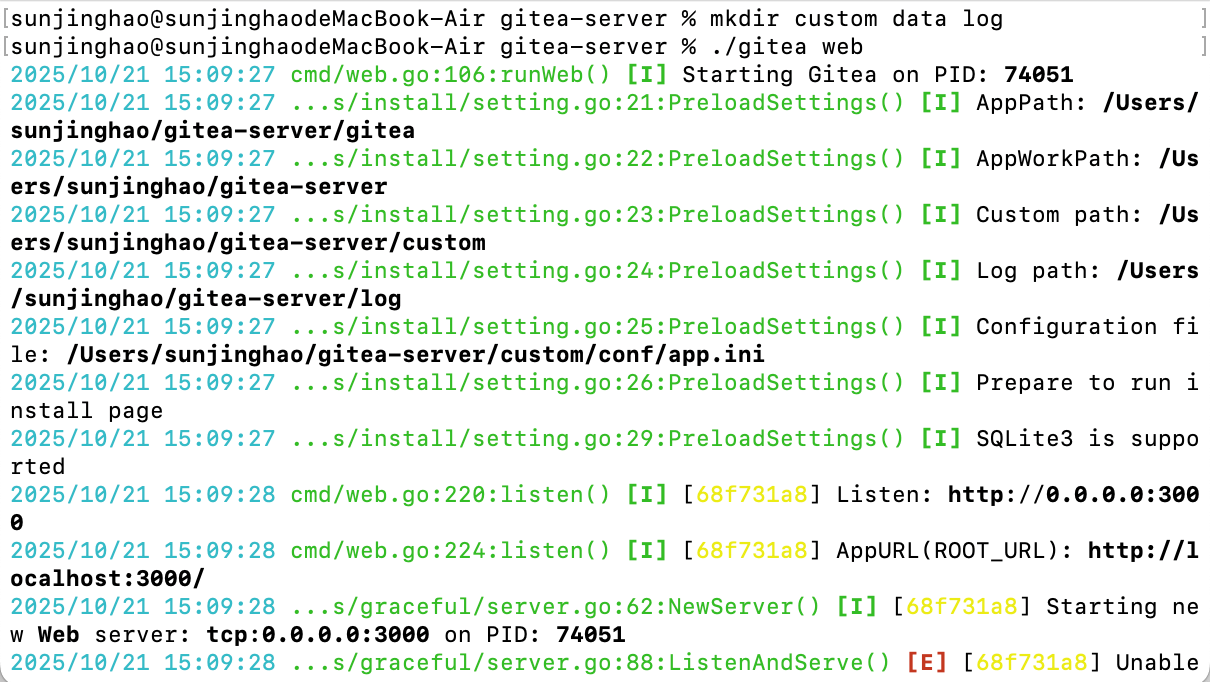 [sunjinghao@sunjinghaodeMacBook-Air gitea-server % mkdir custom data log ]
[sunjinghao@sunjinghaodeMacBook-Air gitea-server % ./gitea web ]
2025/10/21 15:09:27 cmd/web.go:106:runWeb() [I] Starting Gitea on PID: 74051
2025/10/21 15:09:27 ...s/install/setting.go:21:PreloadSettings() [I] AppPath: /Users/
sunjinghao/gitea-server/gitea
2025/10/21 15:09:27 ...s/install/setting.go:22:PreloadSettings() [I] AppWorkPath: /Us
ers/sunjinghao/gitea-server
2025/10/21 15:09:27 ...s/install/setting.go:23:PreloadSettings() [I] Custom path: /Us
ers/sunjinghao/gitea-server/custom
2025/10/21 15:09:27 ...s/install/setting.go:24:PreloadSettings() [I] Log path: /Users
/sunjinghao/gitea-server/log
2025/10/21 15:09:27 ...s/install/setting.go:25:PreloadSettings() [I] Configuration fi
le: /Users/sunjinghao/gitea-server/custom/conf/app.ini
2025/10/21 15:09:27 ...s/install/setting.go:26:PreloadSettings() [I] Prepare to run i
nstall page
2025/10/21 15:09:27 ...s/install/setting.go:29:PreloadSettings() [I] SQLite3 is suppo
rted
2025/10/21 15:09:28 cmd/web.go:220:listen() [I] [68f731a8] Listen: http://0.0.0.0:300
0
2025/10/21 15:09:28 cmd/web.go:224:listen() [I] [68f731a8] AppURL(ROOT_URL): http://l
ocalhost:3000/
2025/10/21 15:09:28 ...s/graceful/server.go:62:NewServer() [I] [68f731a8] Starting ne
w Web server: tcp:0.0.0.0:3000 on PID: 74051
2025/10/21 15:09:28 ...s/graceful/server.go:88:ListenAndServe() [E] [68f731a8] Unable